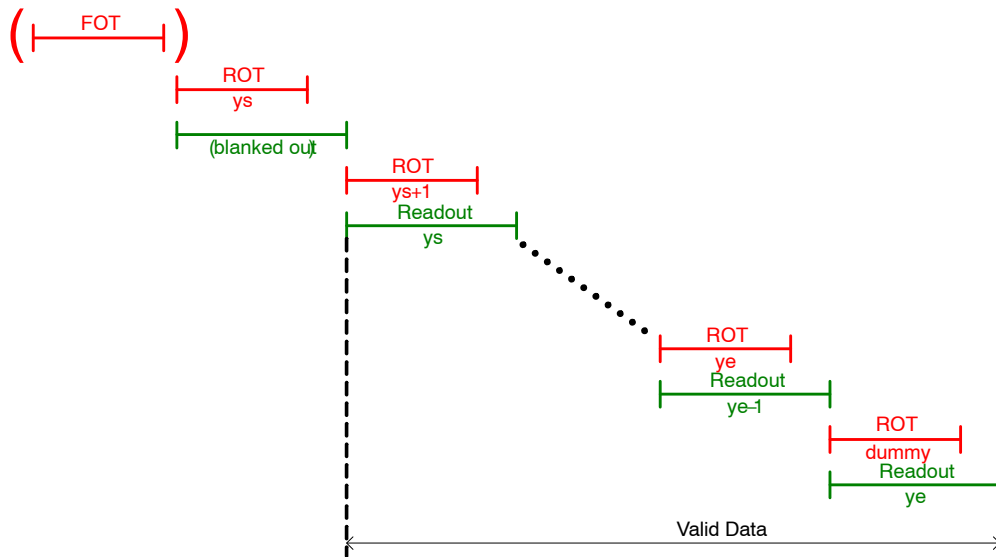 ( FOT )
ROT
ys
(blanked out)
ROT
ys+1
Readout
ys
ROT
ye
Readout
ye–1
ROT
dummy
Readout
ye
Valid Data